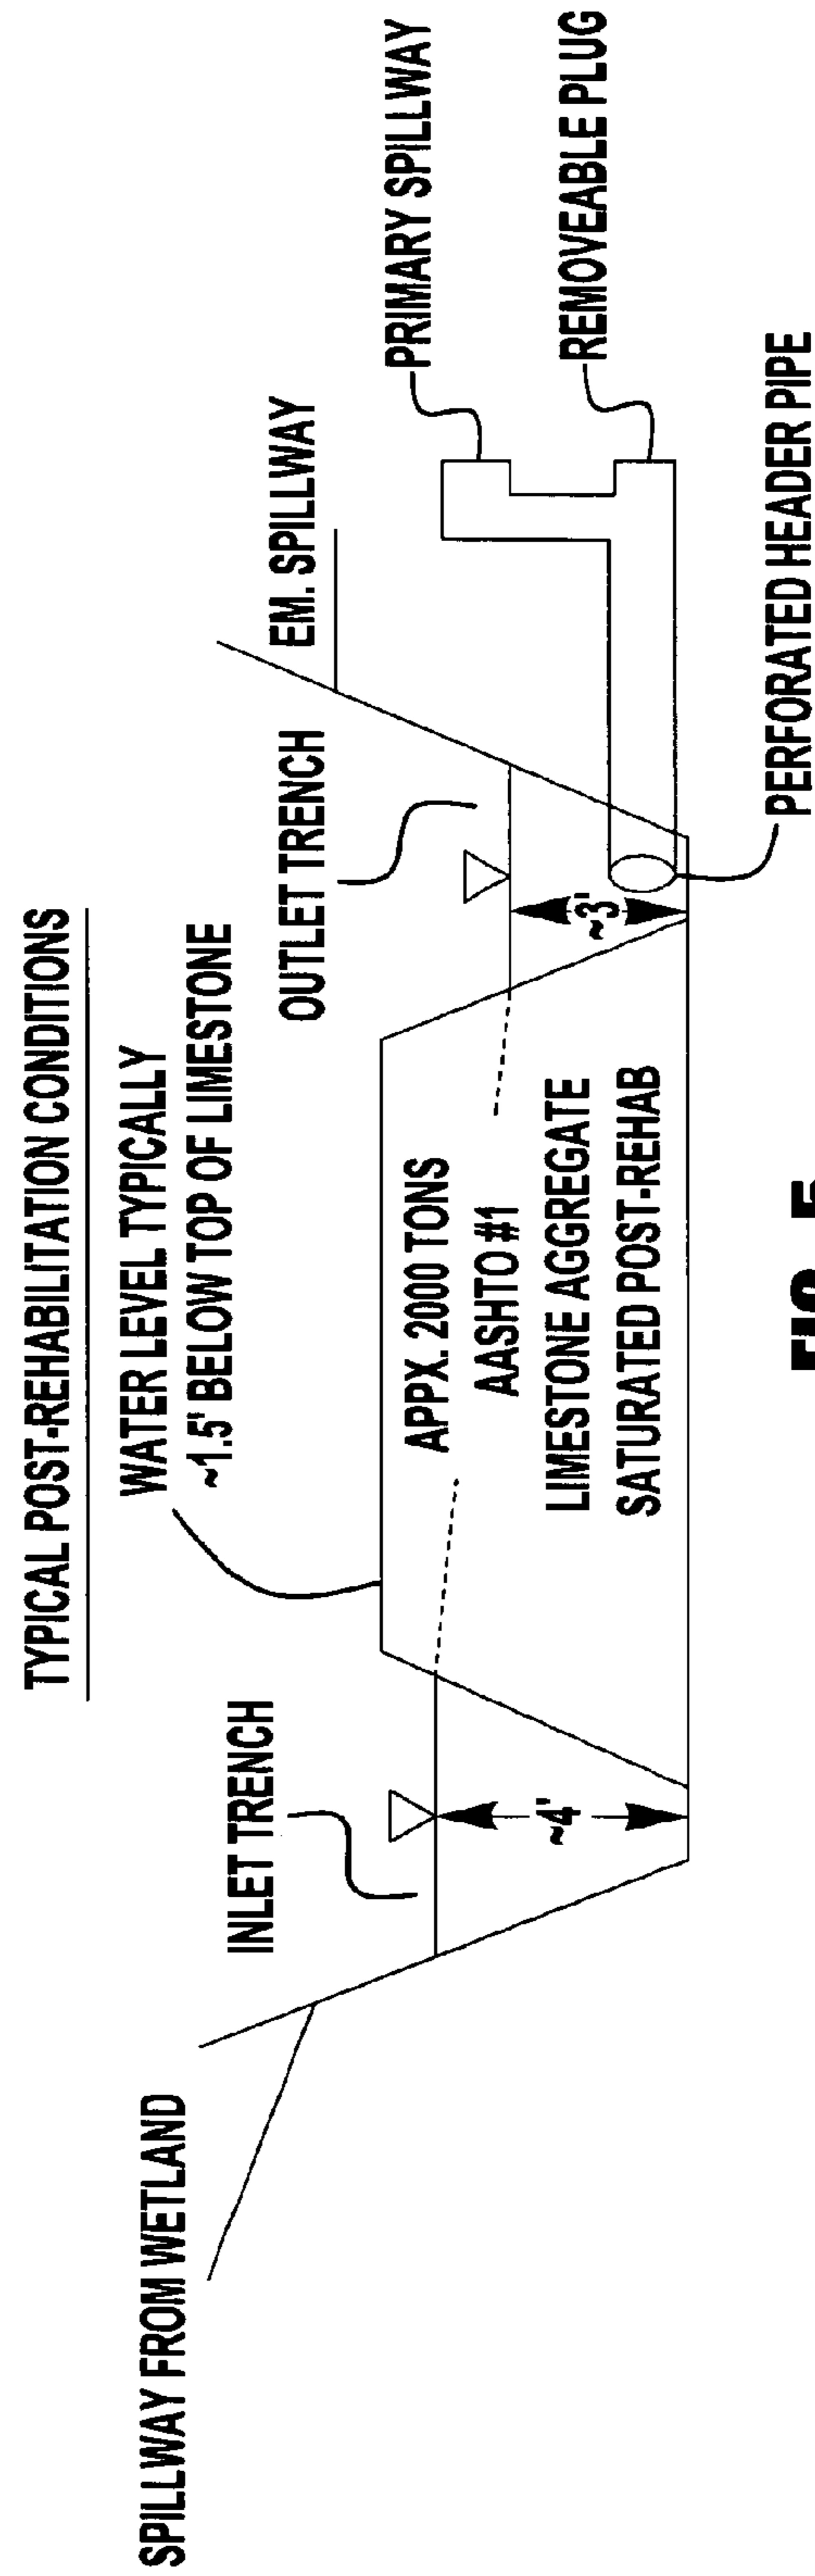 TYPICAL POST-REHABILITATION CONDITIONS
WATER LEVEL TYPICALLY
~1.5' BELOW TOP OF LIMESTONE
SPILLWAY FROM WETLAND
INLET TRENCH
OUTLET TRENCH
EM. SPILLWAY
PRIMARY SPILLWAY
REMOVEABLE PLUG
PERFORATED HEADER PIPE
~4'
APPX. 2000 TONS
AASHTO #1
LIMESTONE AGGREGATE
SATURATED POST-REHAB
~3'